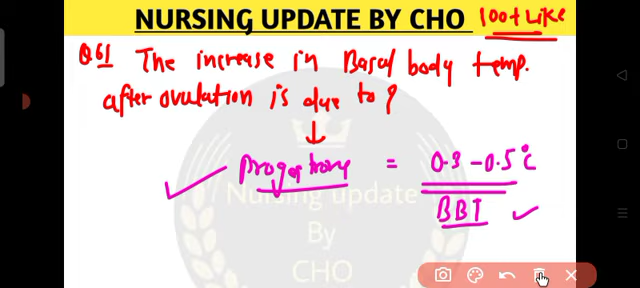 NURSING UPDATE BY CHO 100+ Like
Q61 The increase in Basal body temp.
after ovulation is due to?
Progestrone = 0.3-0.5°c
BBT
Nursing update
By
CHO